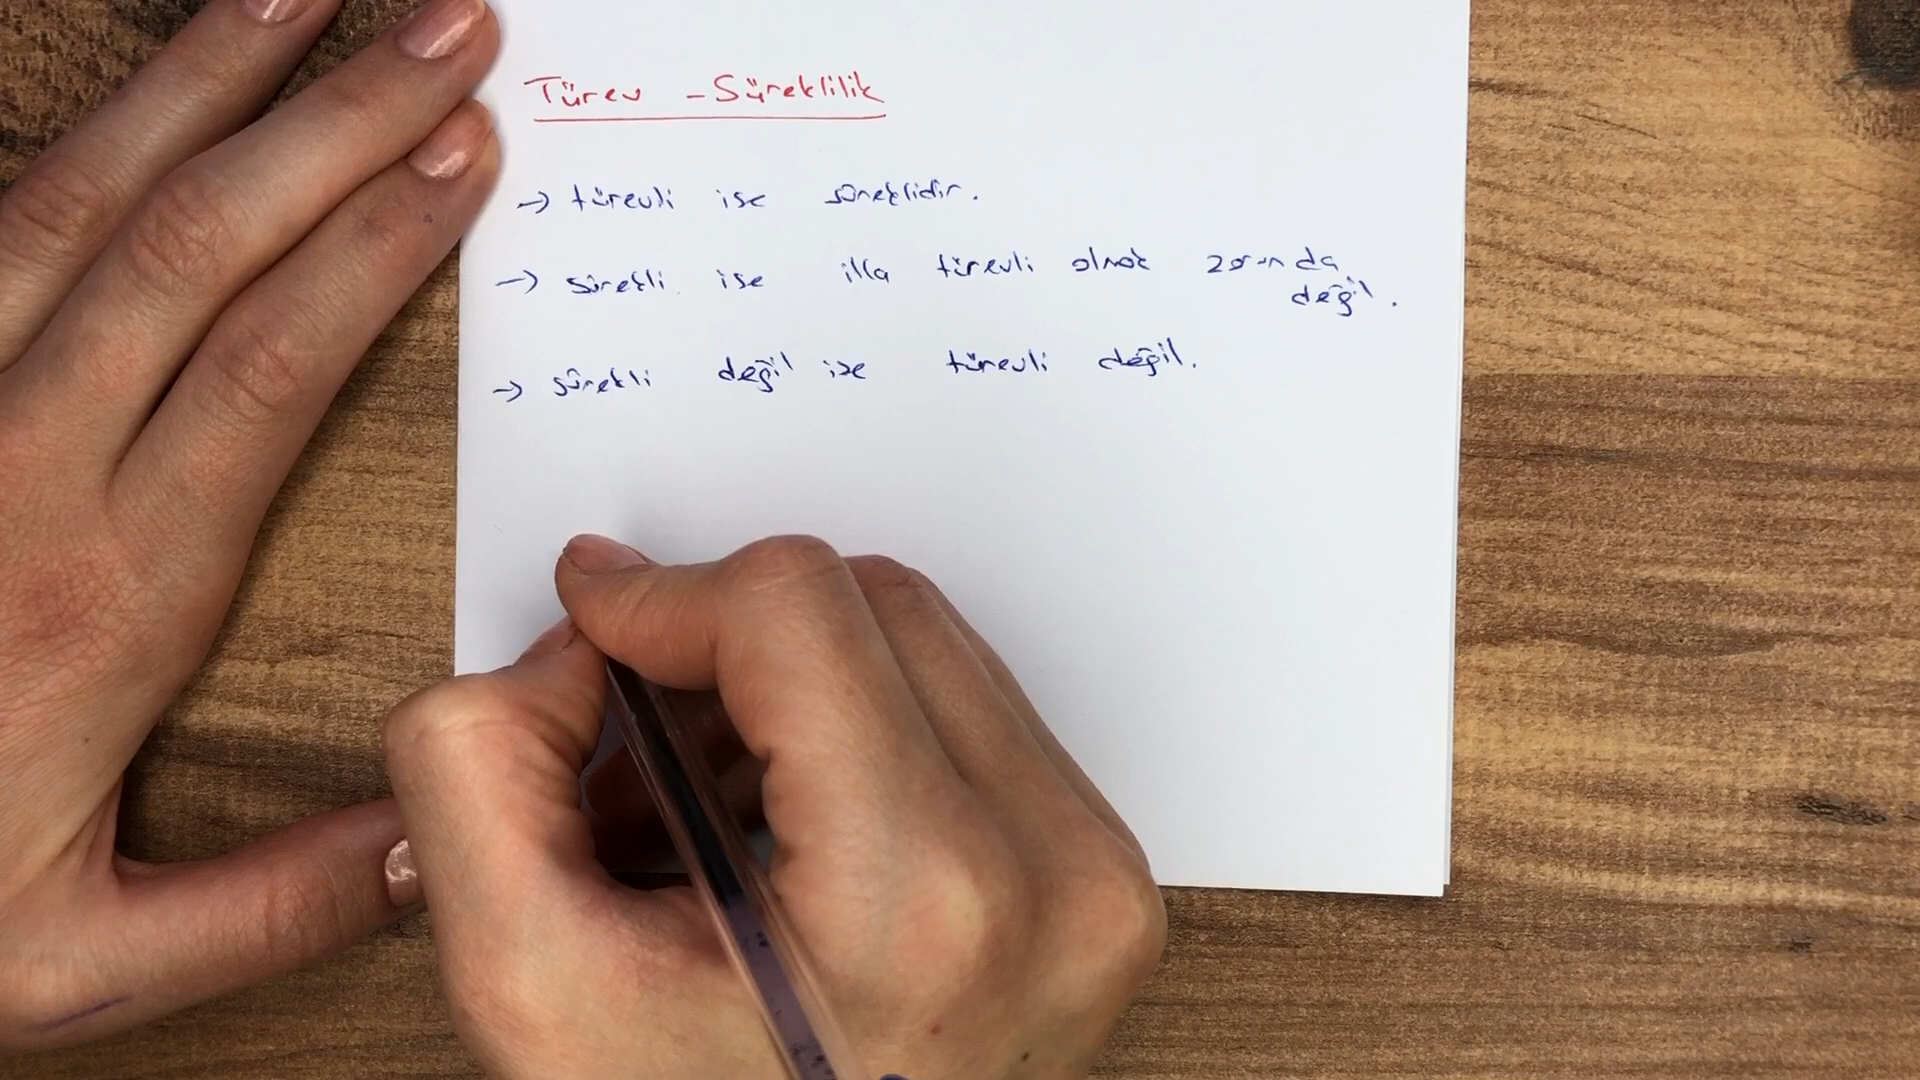 Türev - Süreklilik
→ türevli ise süreklidir.
→ sürekli ise illa türevli olmak zorunda
değil.
→ sürekli değil ise türevli değil.